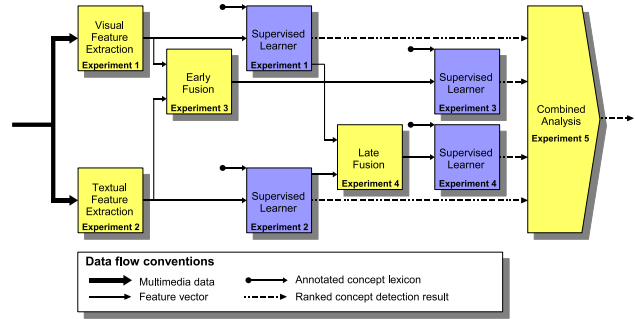 Visual
Feature
Extraction
Experiment 1
Supervised
Learner
Experiment 1
Early
Fusion
Experiment 3
Supervised
Learner
Experiment 3
Combined
Analysis
Experiment 5
Late
Fusion
Experiment 4
Supervised
Learner
Experiment 4
Textual
Feature
Extraction
Experiment 2
Supervised
Learner
Experiment 2
Data flow conventions
Multimedia data
Annotated concept lexicon
Feature vector
Ranked concept detection result